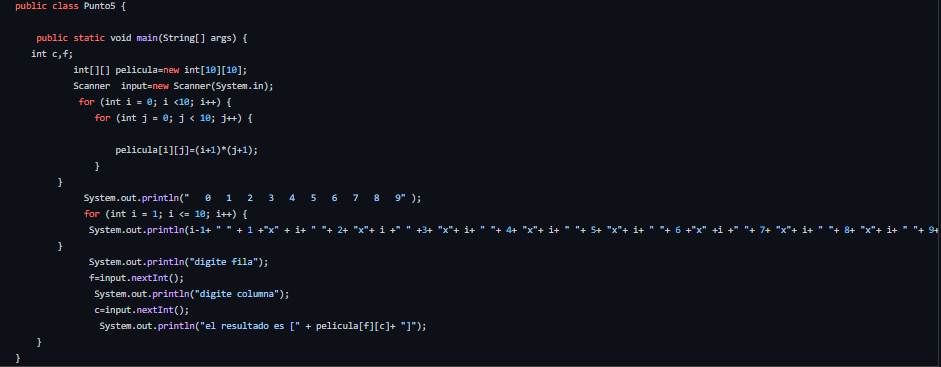 public class Punto5 {
public static void main(String[] args) {
int c,f;
int[][] pelicula=new int[10][10];
Scanner input=new Scanner(System.in);
for (int i = 0; i <10; i++) {
for (int j = 0; j < 10; j++) {
pelicula[i][j]=(i+1)*(j+1);
}
}
System.out.println("   0   1   2   3   4   5   6   7   8   9" );
for (int i = 1; i <= 10; i++) {
System.out.println(i-1+ " " + 1 +"x" + i+ " "+ 2+ "x"+ i +" " +3+ "x"+ i+ " "+ 4+ "x"+ i+ " "+ 5+ "x"+ i+ " "+ 6 +"x" +i +" "+ 7+ "x"+ i+ " "+ 8+ "x"+ i+ " "+ 9+
}
System.out.println("digite fila");
f=input.nextInt();
System.out.println("digite columna");
c=input.nextInt();
System.out.println("el resultado es [" + pelicula[f][c]+ "]");
}
}